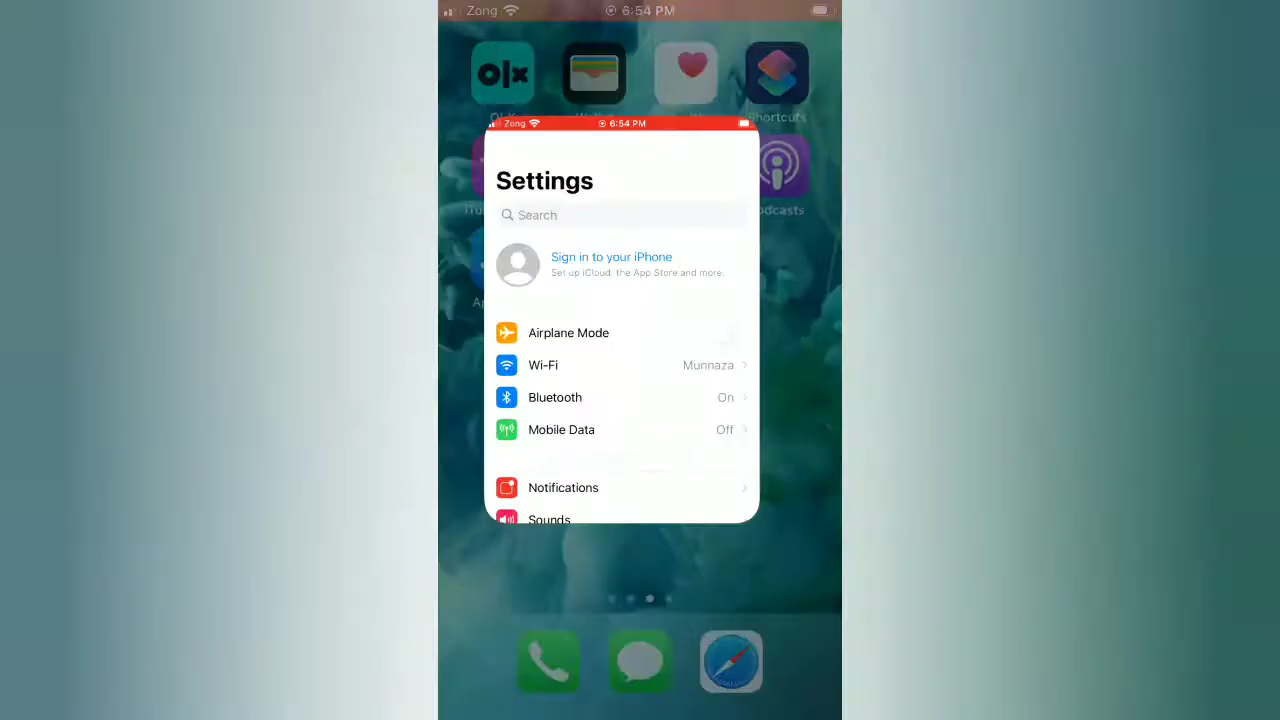 Zong 6:54 PM
olx
Shortcuts
Zong 6:54 PM
Settings
Search
Sign in to your iPhone
Set up iCloud, the App Store and more.
Airplane Mode
Wi-Fi Munnaza
Bluetooth On
Mobile Data Off
Notifications
Sounds